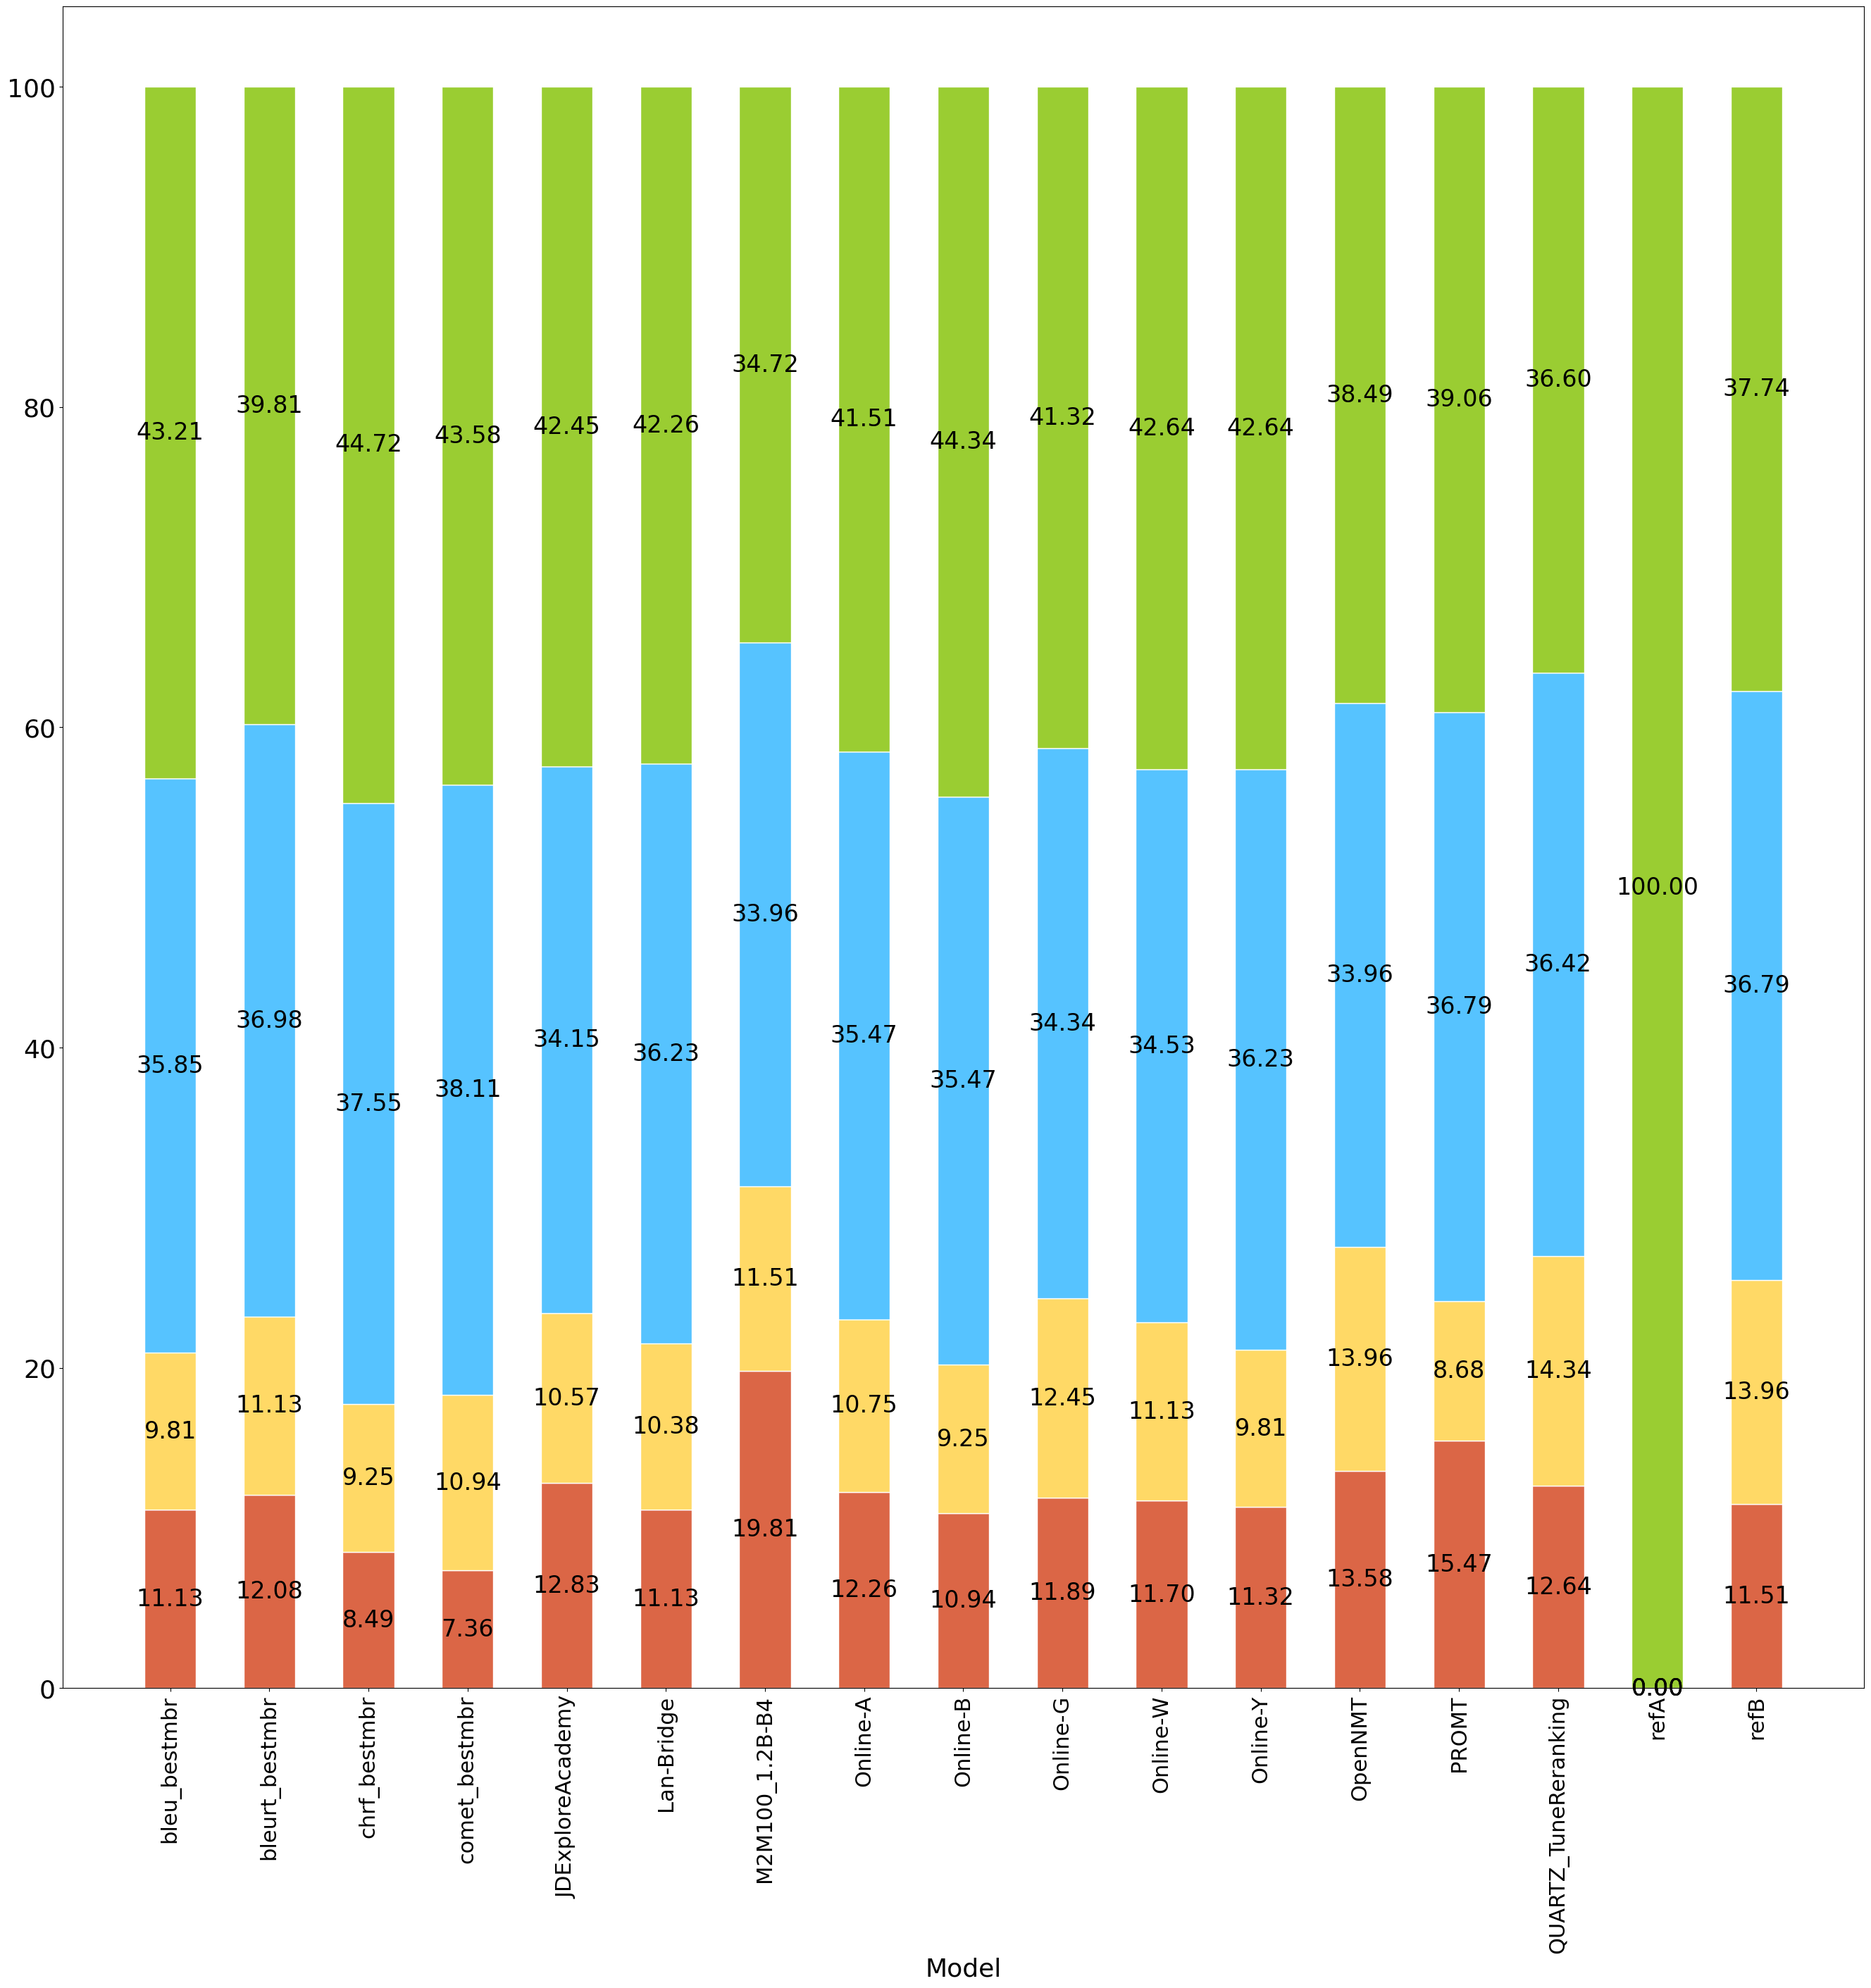 100
80
60
40
20
0
43.21 39.81 44.72 43.58 42.45 42.26 34.72 41.51 44.34 41.32 42.64 42.64 38.49 39.06 36.60 100.00 37.74
35.85 36.98 37.55 38.11 34.15 36.23 33.96 35.47 35.47 34.34 34.53 36.23 33.96 36.79 36.42 36.79
9.81 11.13 9.25 10.94 10.57 10.38 11.51 10.75 9.25 12.45 11.13 9.81 13.96 8.68 14.34 13.96
11.13 12.08 8.49 7.36 12.83 11.13 19.81 12.26 10.94 11.89 11.70 11.32 13.58 15.47 12.64 0.00 11.51
bleu_bestmbr
bleurt_bestmbr
chrf_bestmbr
comet_bestmbr
JDExploreAcademy
Lan-Bridge
M2M100_1.2B-B4
Online-A
Online-B
Online-G
Online-W
Online-Y
OpenNMT
PROMT
QUARTZ_TuneReranking
refA
refB
Model